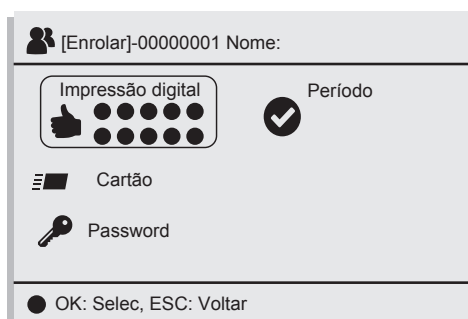 [Enrolar]-00000001 Nome:
Impressão digital
Período
Cartão
Password
OK: Selec, ESC: Voltar